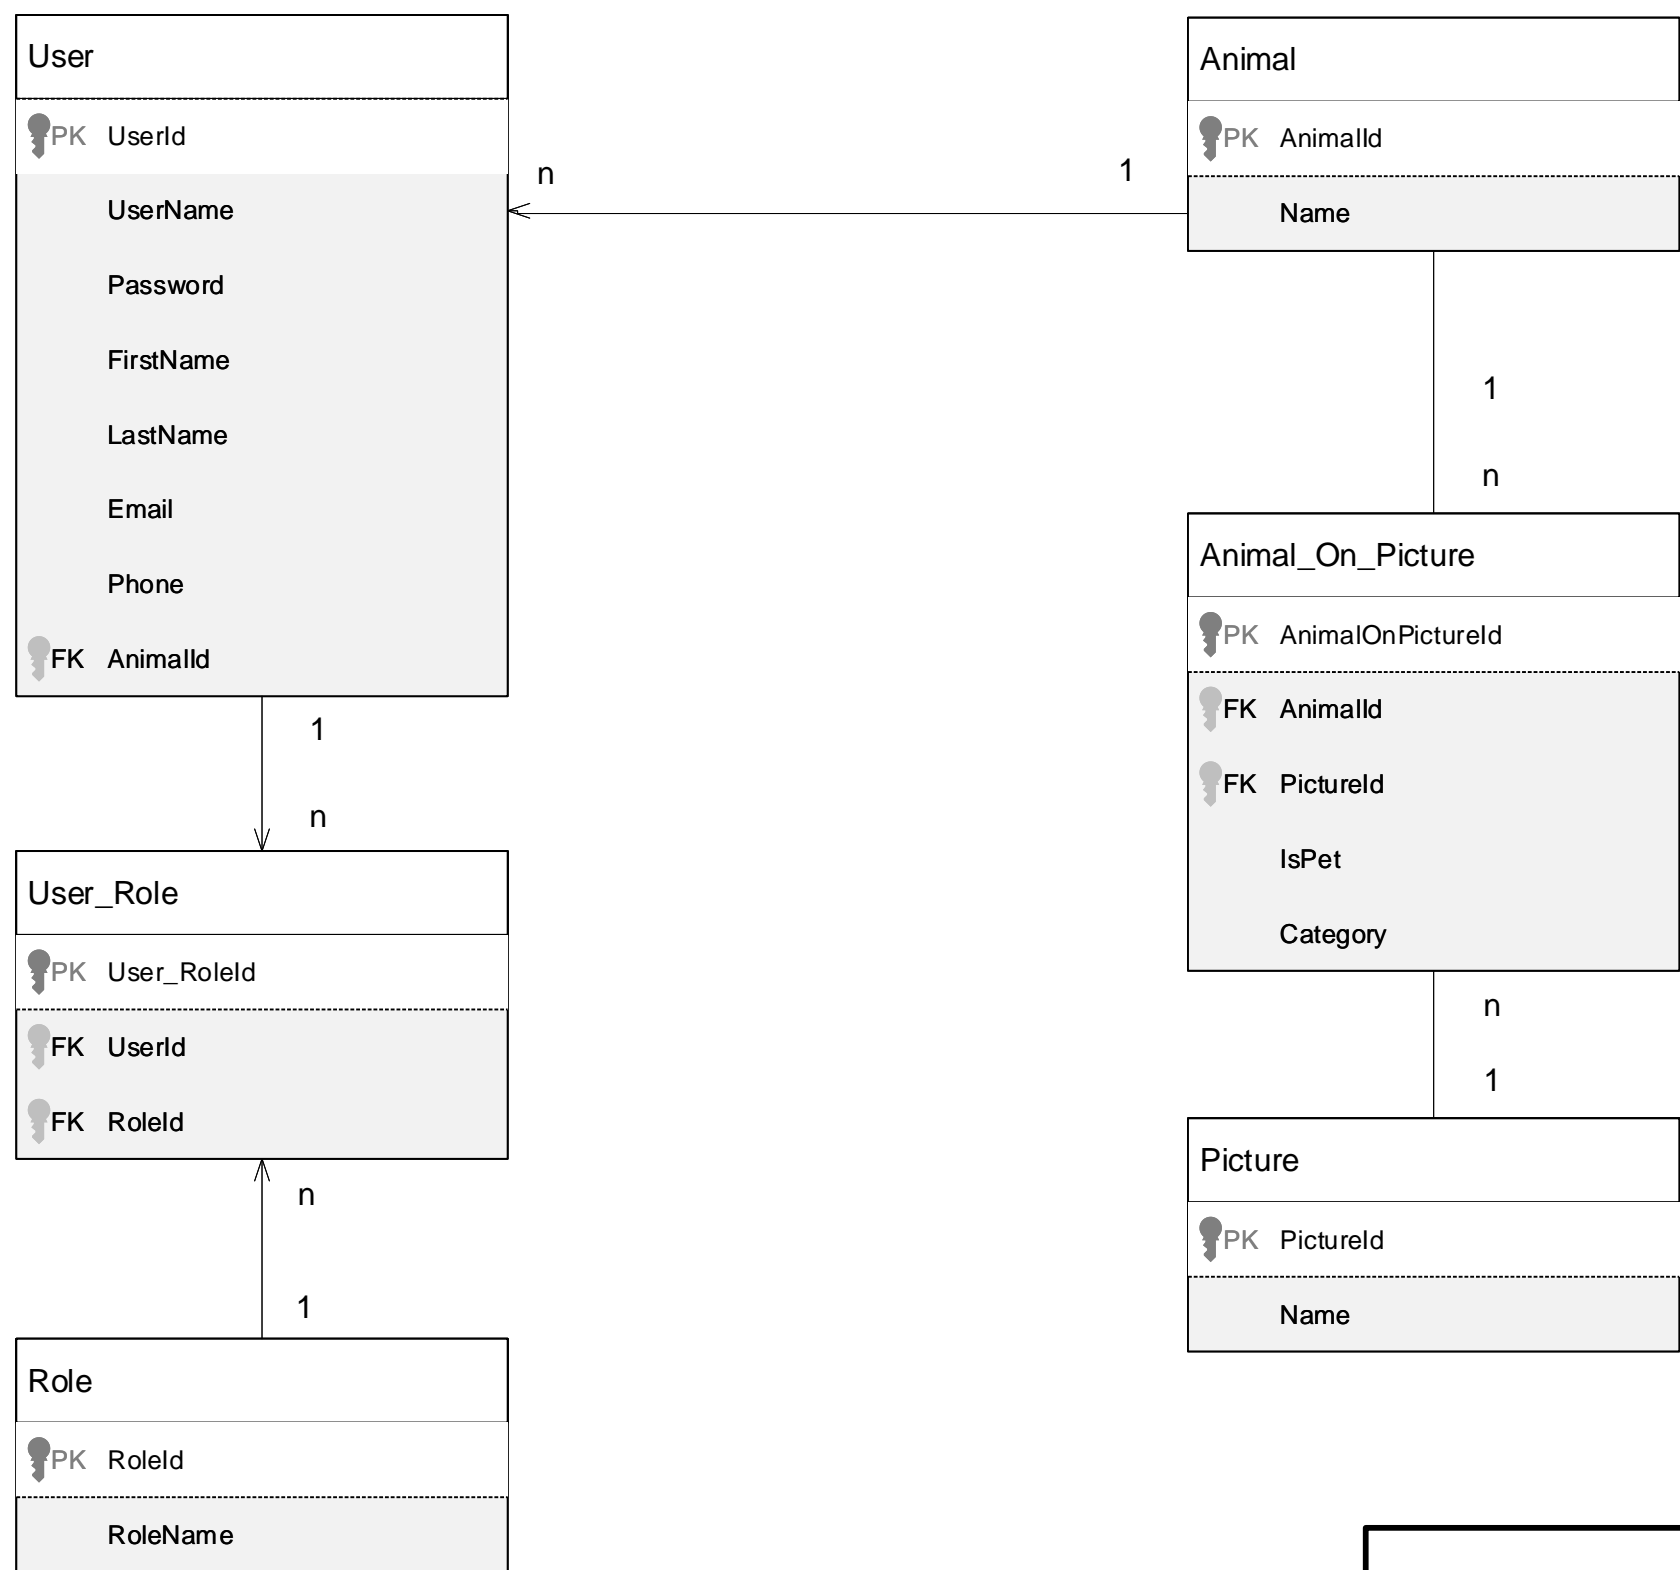 User
PK UserId
UserName
Password
FirstName
LastName
Email
Phone
FK AnimalId
n
1
Animal
PK AnimalId
Name
1
n
Animal_On_Picture
PK AnimalOnPictureId
FK AnimalId
FK PictureId
IsPet
Category
n
1
Picture
PK PictureId
Name
1
n
User_Role
PK User_RoleId
FK UserId
FK RoleId
n
1
Role
PK RoleId
RoleName